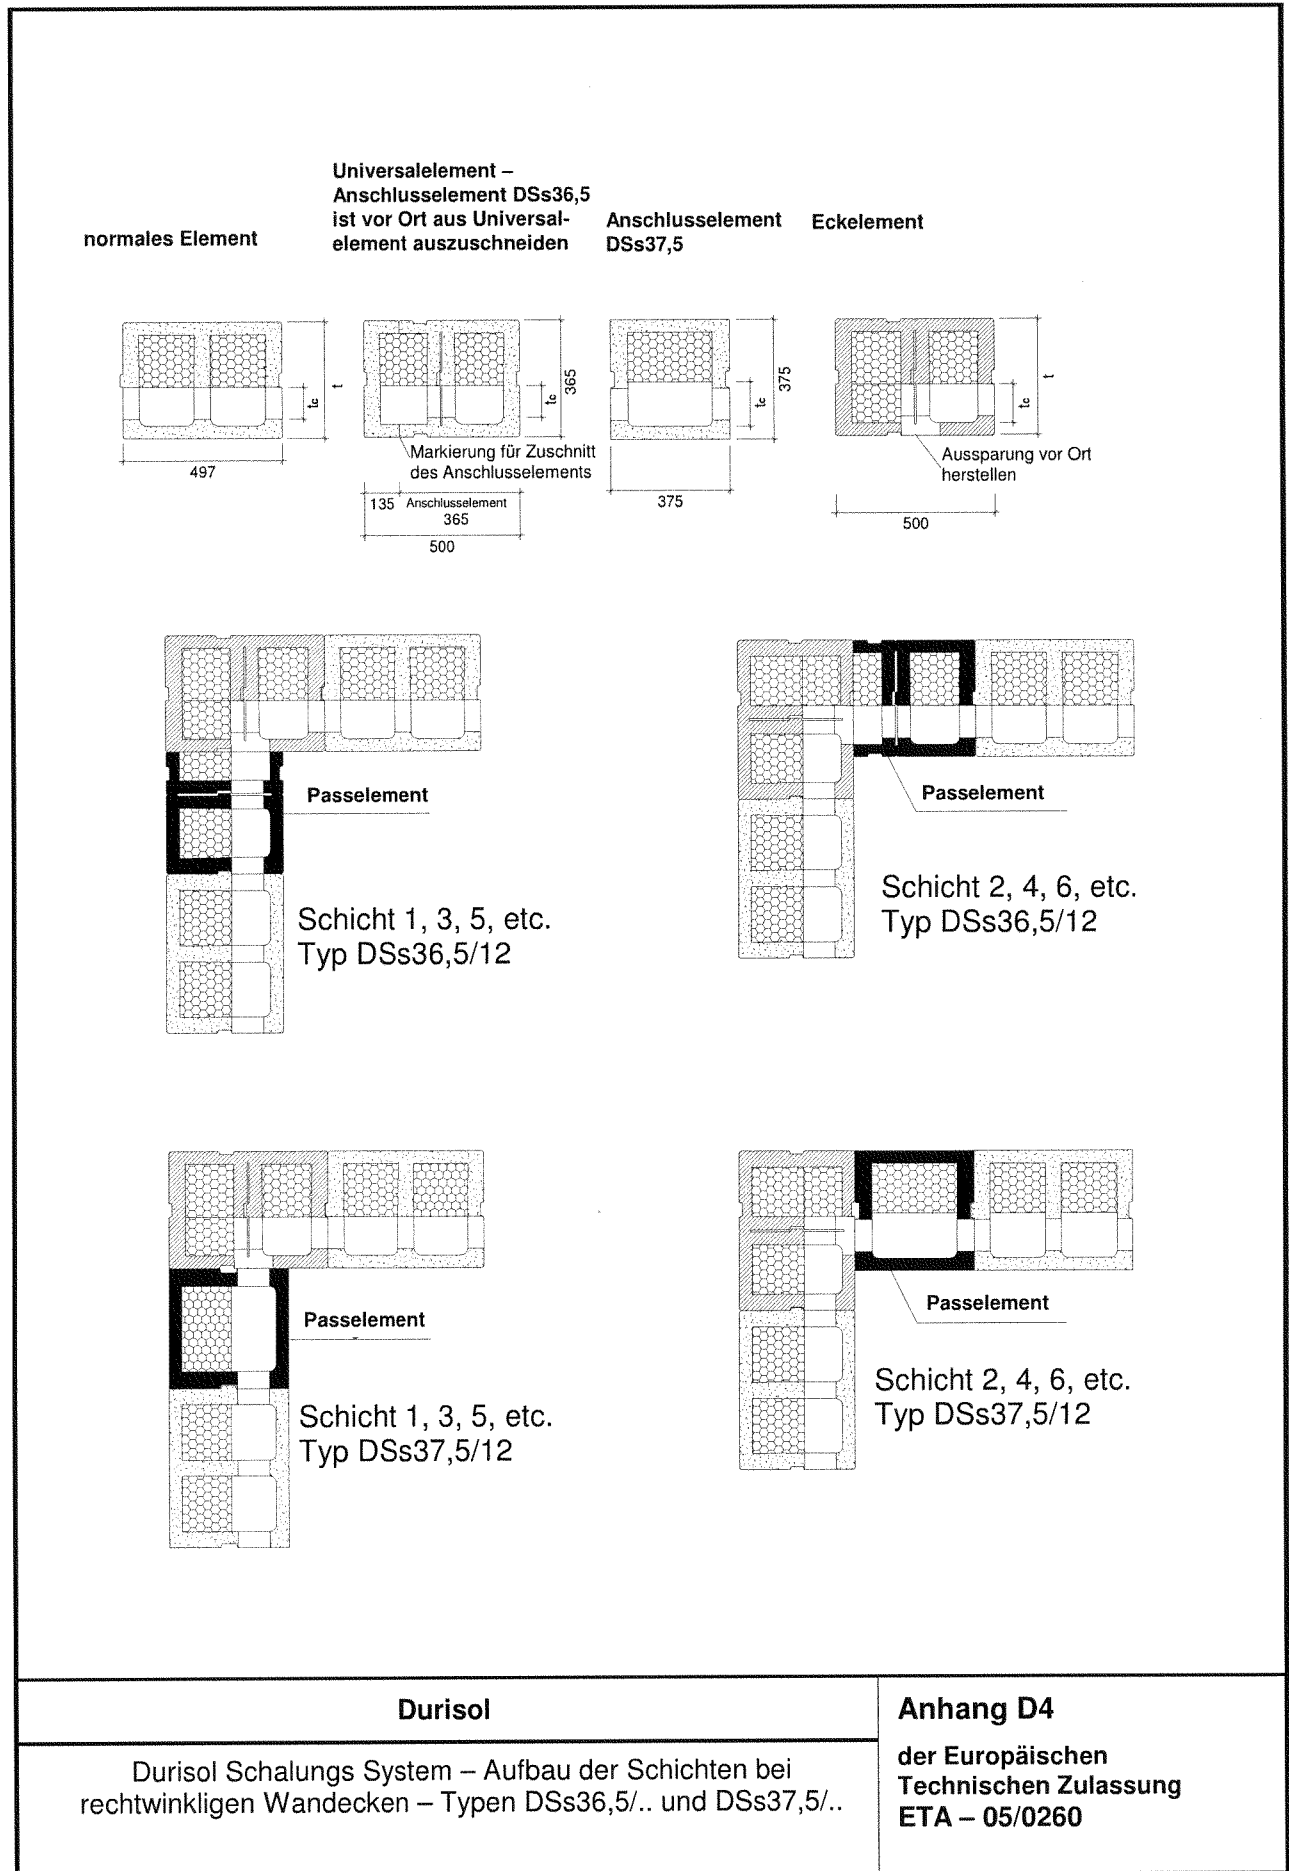 normales Element
Universalelement –
Anschlusselement DSs36,5
ist vor Ort aus Universal-
element auszuschneiden
Anschlusselement
DSs37,5
Eckelement
t
tc
497
365
tc
Markierung für Zuschnitt
des Anschlusselements
135 Anschlusselement
365
500
375
tc
375
t
tc
Aussparung vor Ort
herstellen
500
Passelement
Schicht 1, 3, 5, etc.
Typ DSs36,5/12
Passelement
Schicht 2, 4, 6, etc.
Typ DSs36,5/12
Passelement
Schicht 1, 3, 5, etc.
Typ DSs37,5/12
Passelement
Schicht 2, 4, 6, etc.
Typ DSs37,5/12
Durisol
Durisol Schalungs System – Aufbau der Schichten bei
rechtwinkligen Wandecken – Typen DSs36,5/.. und DSs37,5/..
Anhang D4
der Europäischen
Technischen Zulassung
ETA – 05/0260